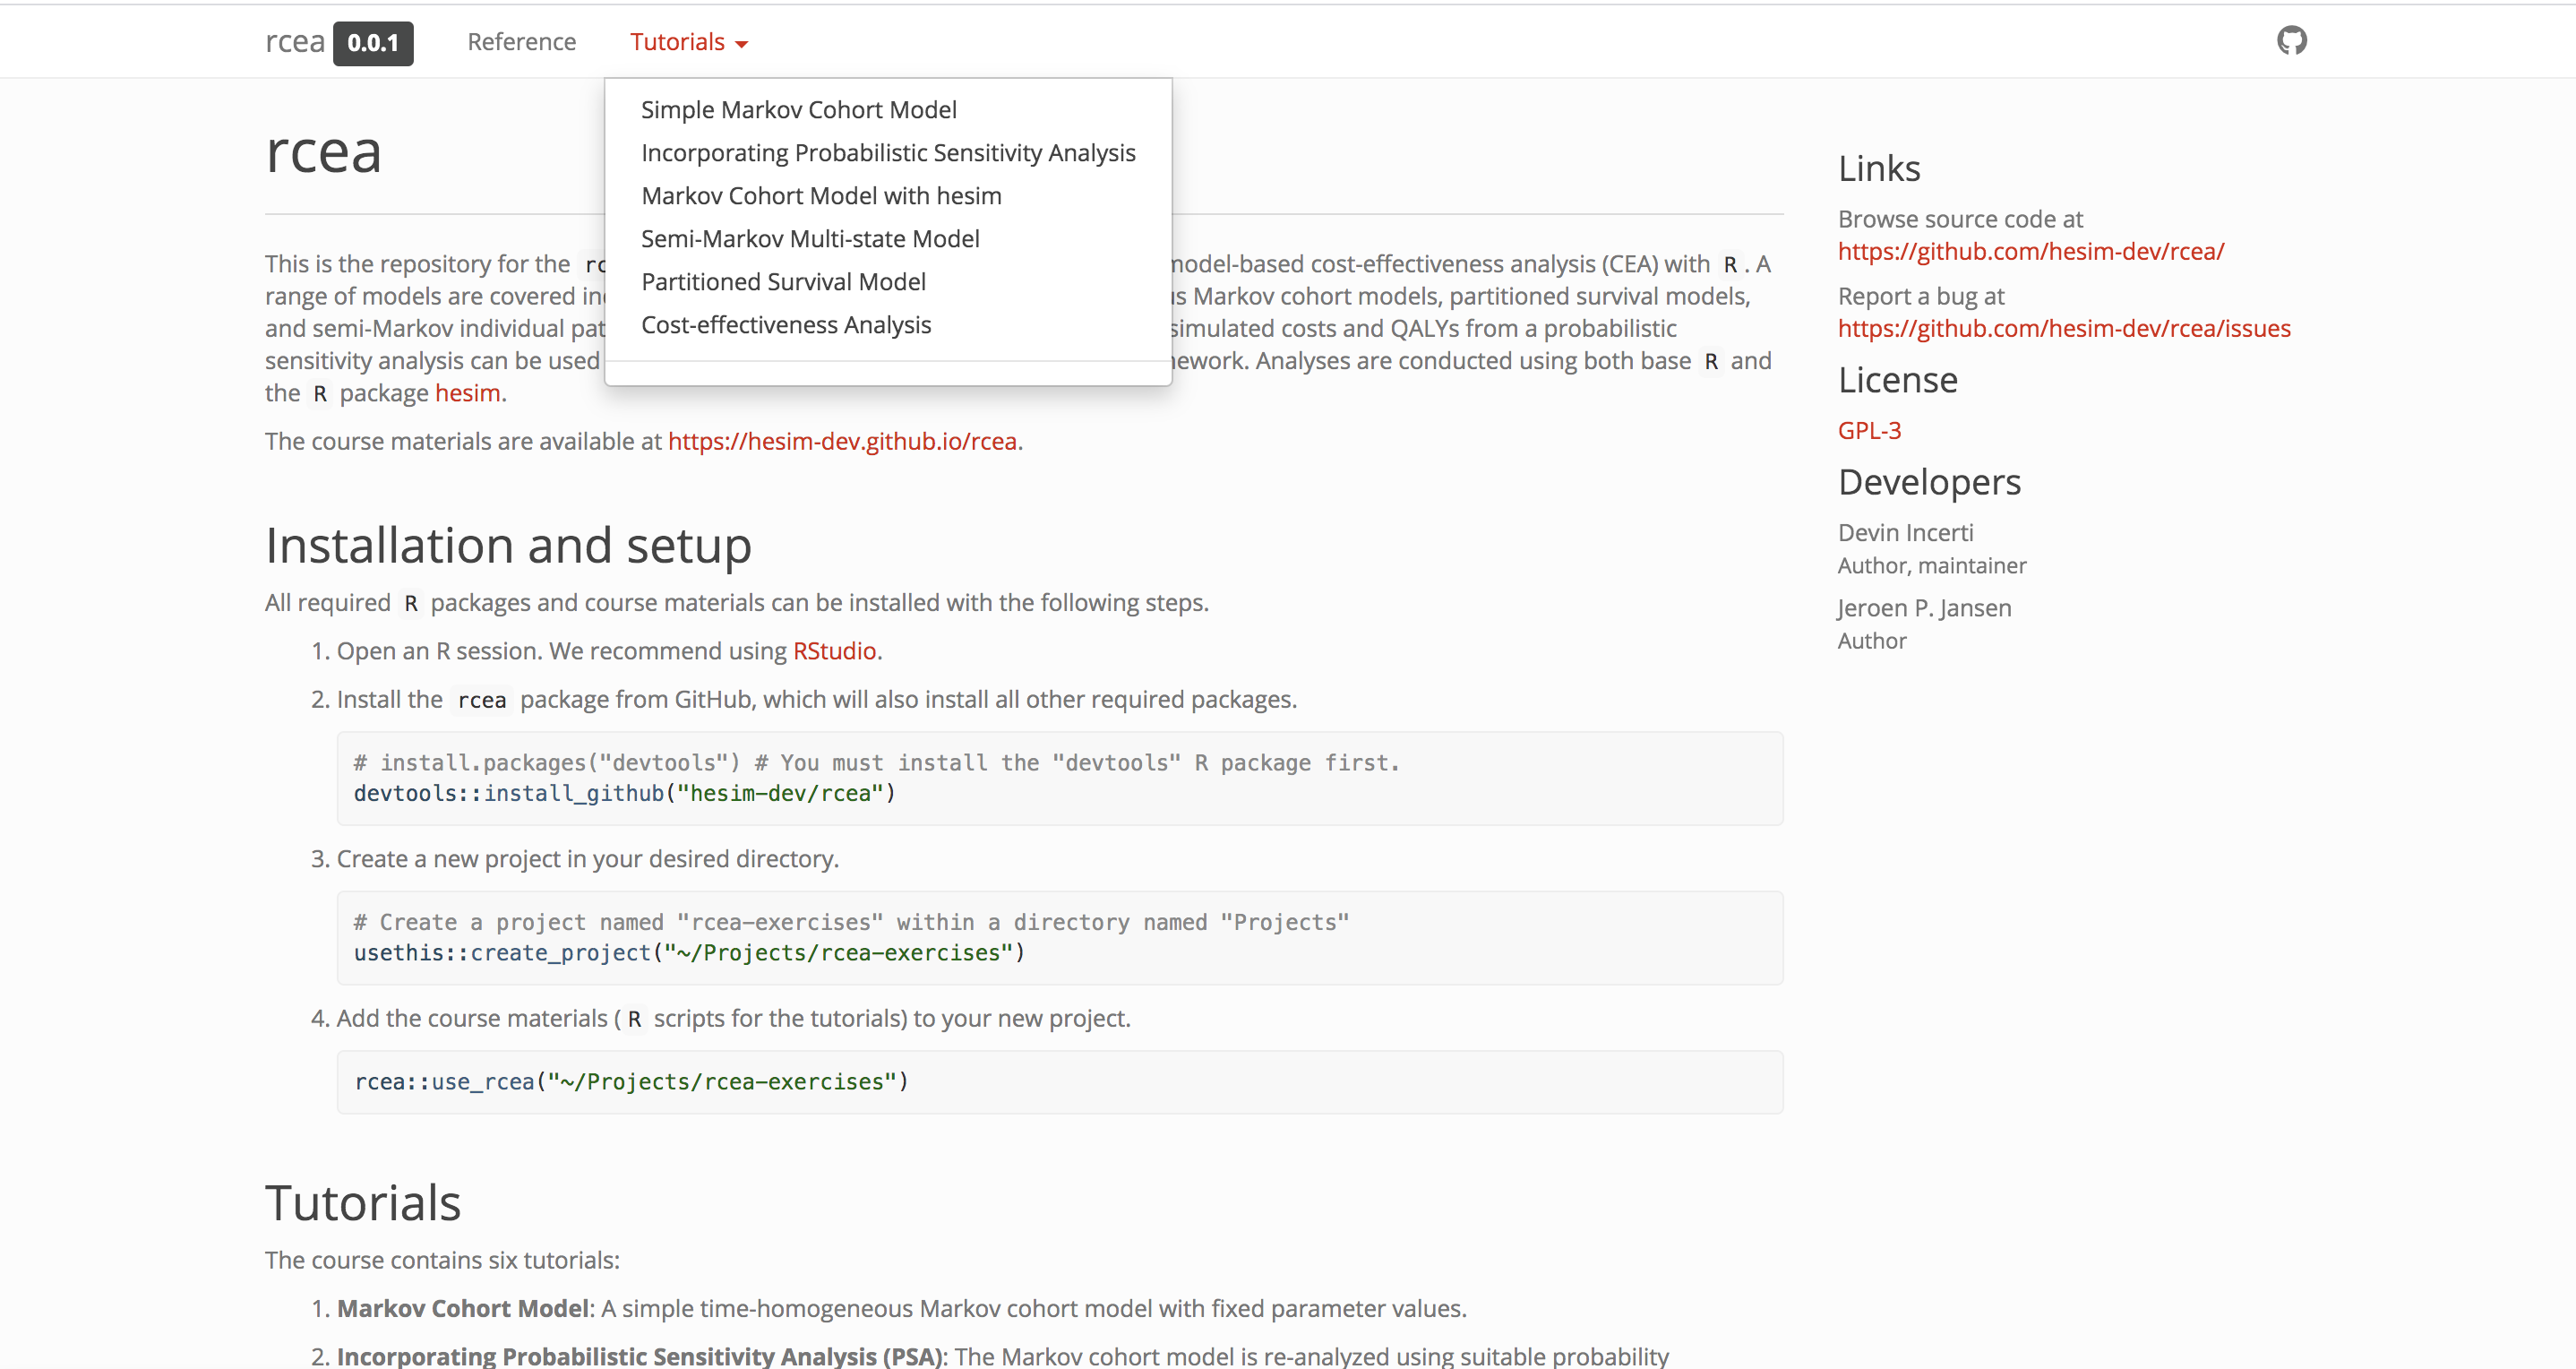 rcea 0.0.1 Reference Tutorials
Simple Markov Cohort Model
Incorporating Probabilistic Sensitivity Analysis
Markov Cohort Model with hesim
Semi-Markov Multi-state Model
Partitioned Survival Model
Cost-effectiveness Analysis
rcea
This is the repository for the model-based cost-effectiveness analysis (CEA) with R. A
range of models are covered Markov cohort models, partitioned survival models,
and semi-Markov individual simulated costs and QALYs from a probabilistic
sensitivity analysis can be used Analyses are conducted using both base R and
the R package hesim.
The course materials are available at https://hesim-dev.github.io/rcea.
Installation and setup
All required R packages and course materials can be installed with the following steps.
1. Open an R session. We recommend using RStudio.
2. Install the rcea package from GitHub, which will also install all other required packages.
# install.packages("devtools") # You must install the "devtools" R package first.
devtools::install_github("hesim-dev/rcea")
3. Create a new project in your desired directory.
# Create a project named "rcea-exercises" within a directory named "Projects"
usethis::create_project("~/Projects/rcea-exercises")
4. Add the course materials ( R scripts for the tutorials) to your new project.
rcea::use_rcea("~/Projects/rcea-exercises")
Tutorials
The course contains six tutorials:
1. Markov Cohort Model: A simple time-homogeneous Markov cohort model with fixed parameter values.
2. Incorporating Probabilistic Sensitivity Analysis (PSA): The Markov cohort model is re-analyzed using suitable probability
Links
Browse source code at
https://github.com/hesim-dev/rcea/
Report a bug at
https://github.com/hesim-dev/rcea/issues
License
GPL-3
Developers
Devin Incerti
Author, maintainer
Jeroen P. Jansen
Author